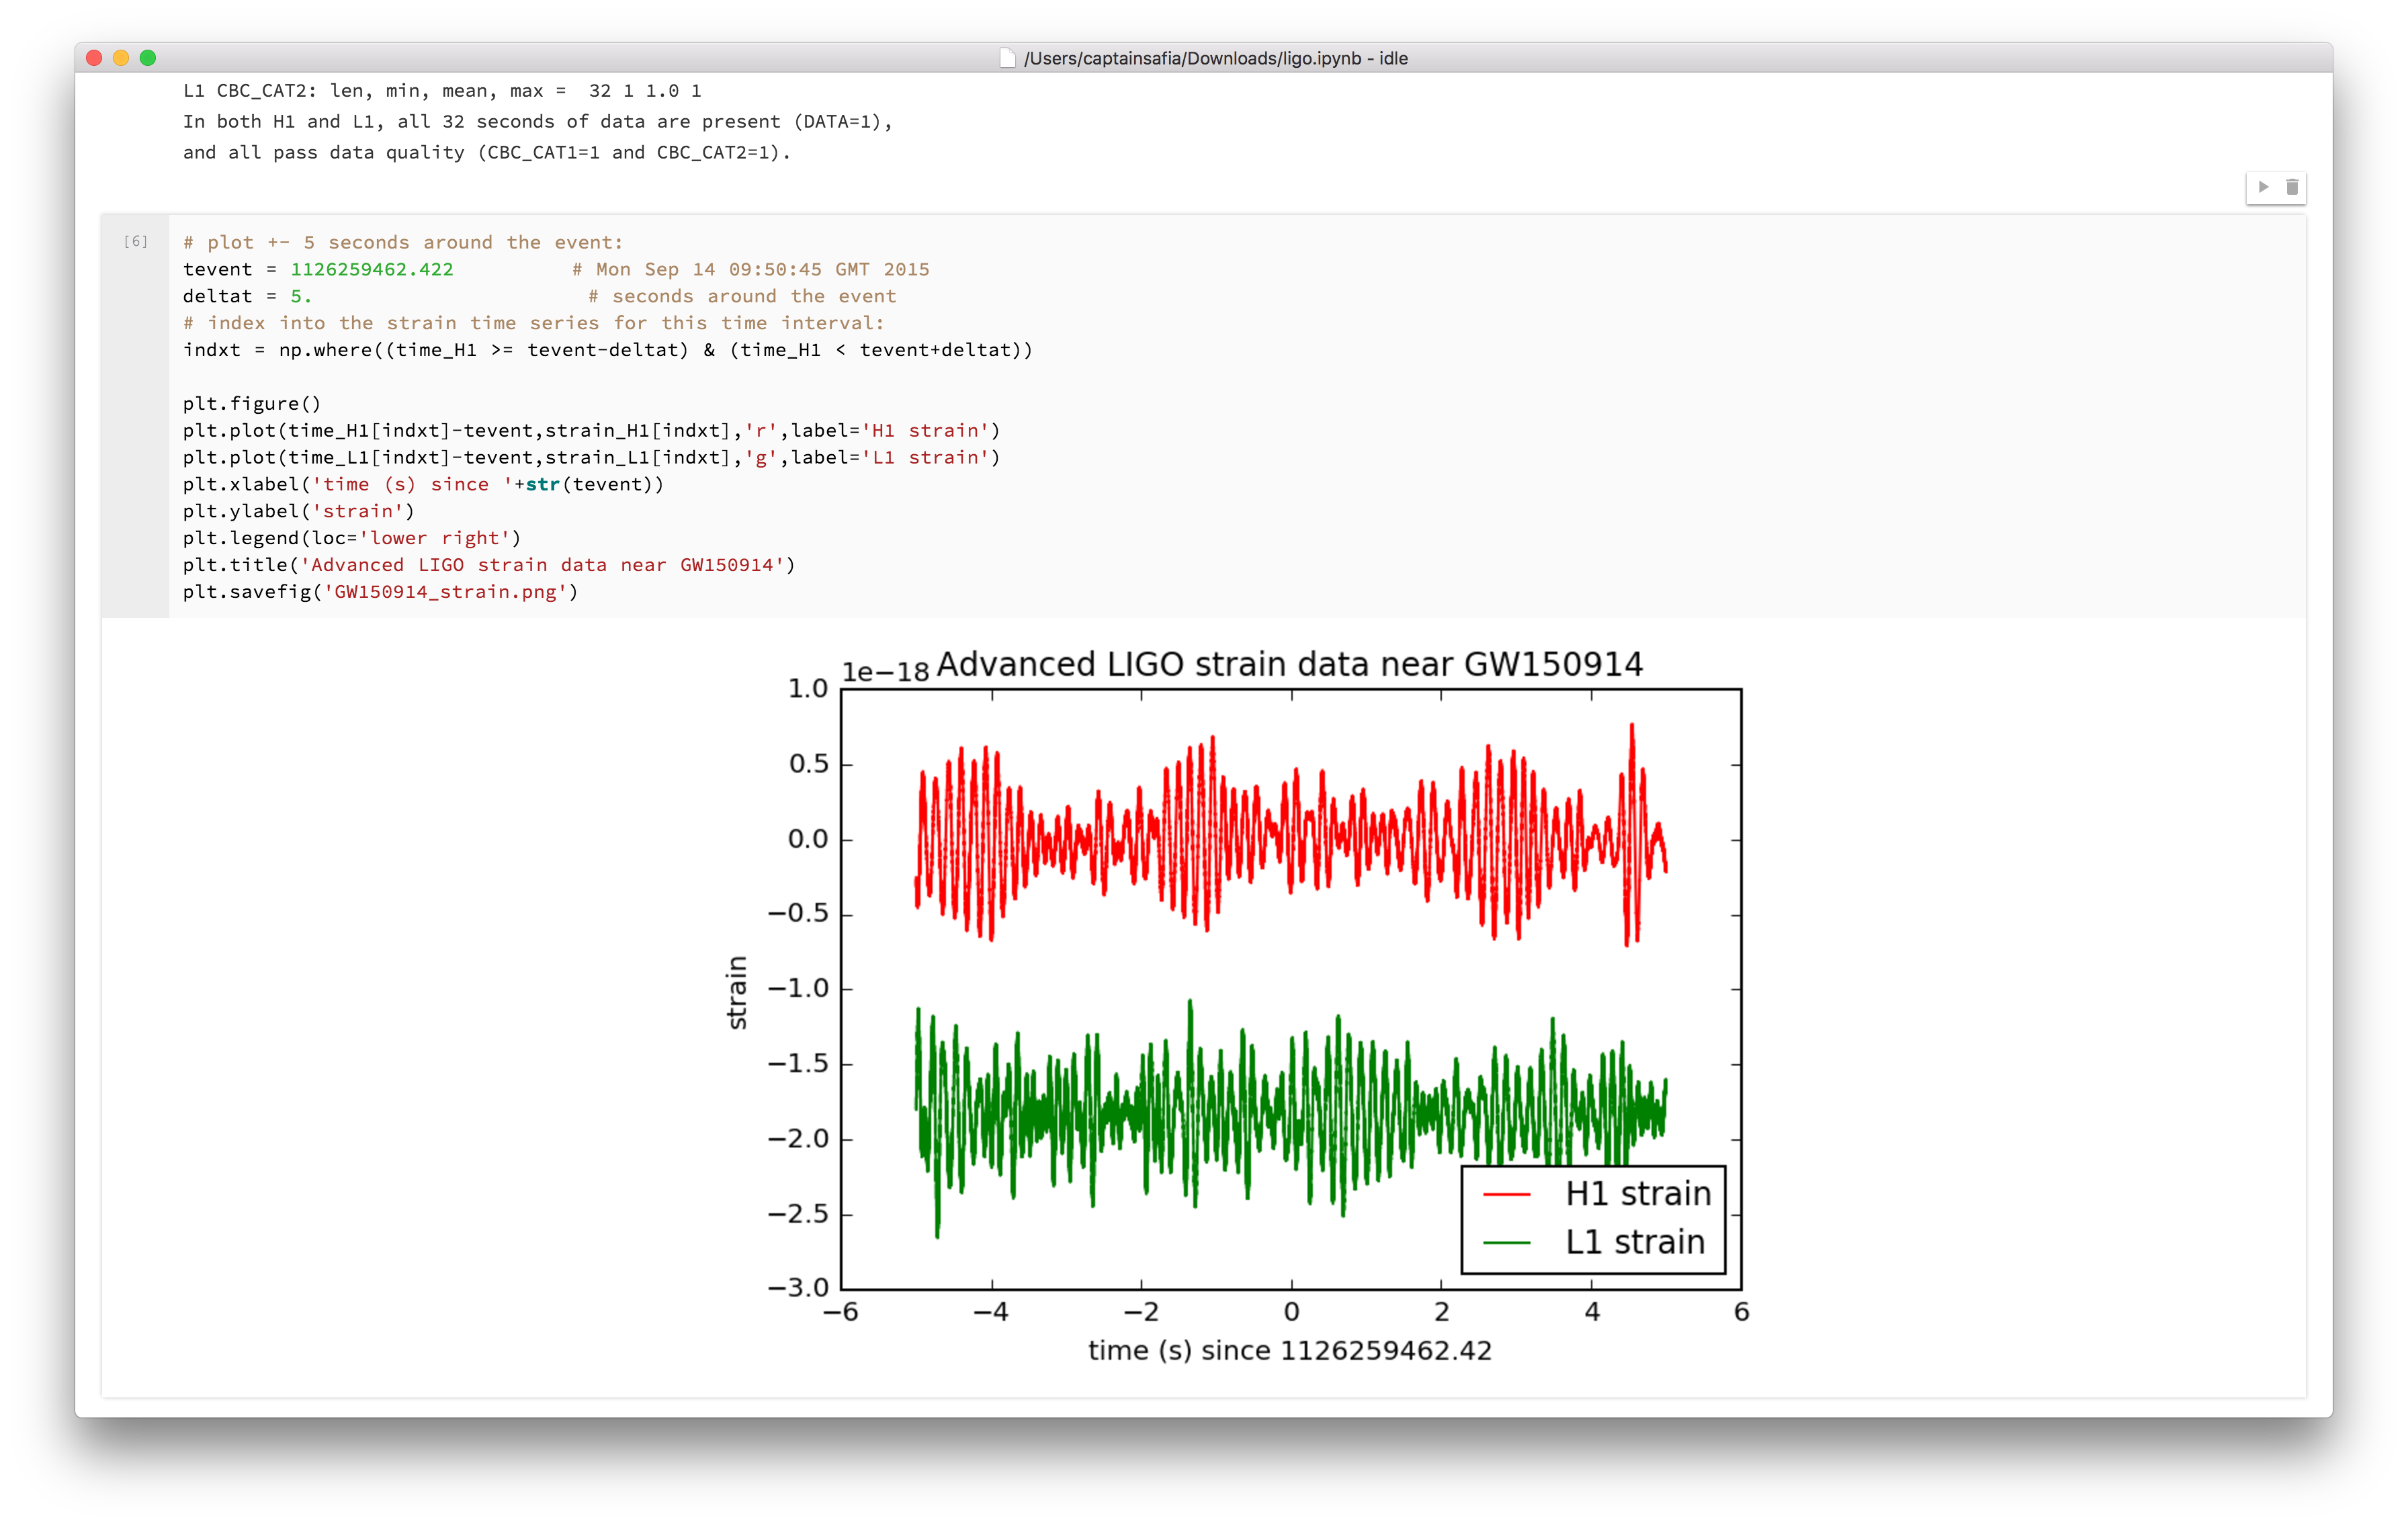 /Users/captainsafia/Downloads/ligo.ipynb - idle
L1 CBC_CAT2: len, min, mean, max =  32 1 1.0 1
In both H1 and L1, all 32 seconds of data are present (DATA=1),
and all pass data quality (CBC_CAT1=1 and CBC_CAT2=1).
[6]
# plot +- 5 seconds around the event:
tevent = 1126259462.422          # Mon Sep 14 09:50:45 GMT 2015
deltat = 5.                       # seconds around the event
# index into the strain time series for this time interval:
indxt = np.where((time_H1 >= tevent-deltat) & (time_H1 < tevent+deltat))
plt.figure()
plt.plot(time_H1[indxt]-tevent,strain_H1[indxt],'r',label='H1 strain')
plt.plot(time_L1[indxt]-tevent,strain_L1[indxt],'g',label='L1 strain')
plt.xlabel('time (s) since '+str(tevent))
plt.ylabel('strain')
plt.legend(loc='lower right')
plt.title('Advanced LIGO strain data near GW150914')
plt.savefig('GW150914_strain.png')
1e−18 Advanced LIGO strain data near GW150914
1.0
0.5
0.0
−0.5
−1.0
−1.5
−2.0
−2.5
−3.0
strain
H1 strain
L1 strain
−6 −4 −2 0 2 4 6
time (s) since 1126259462.42